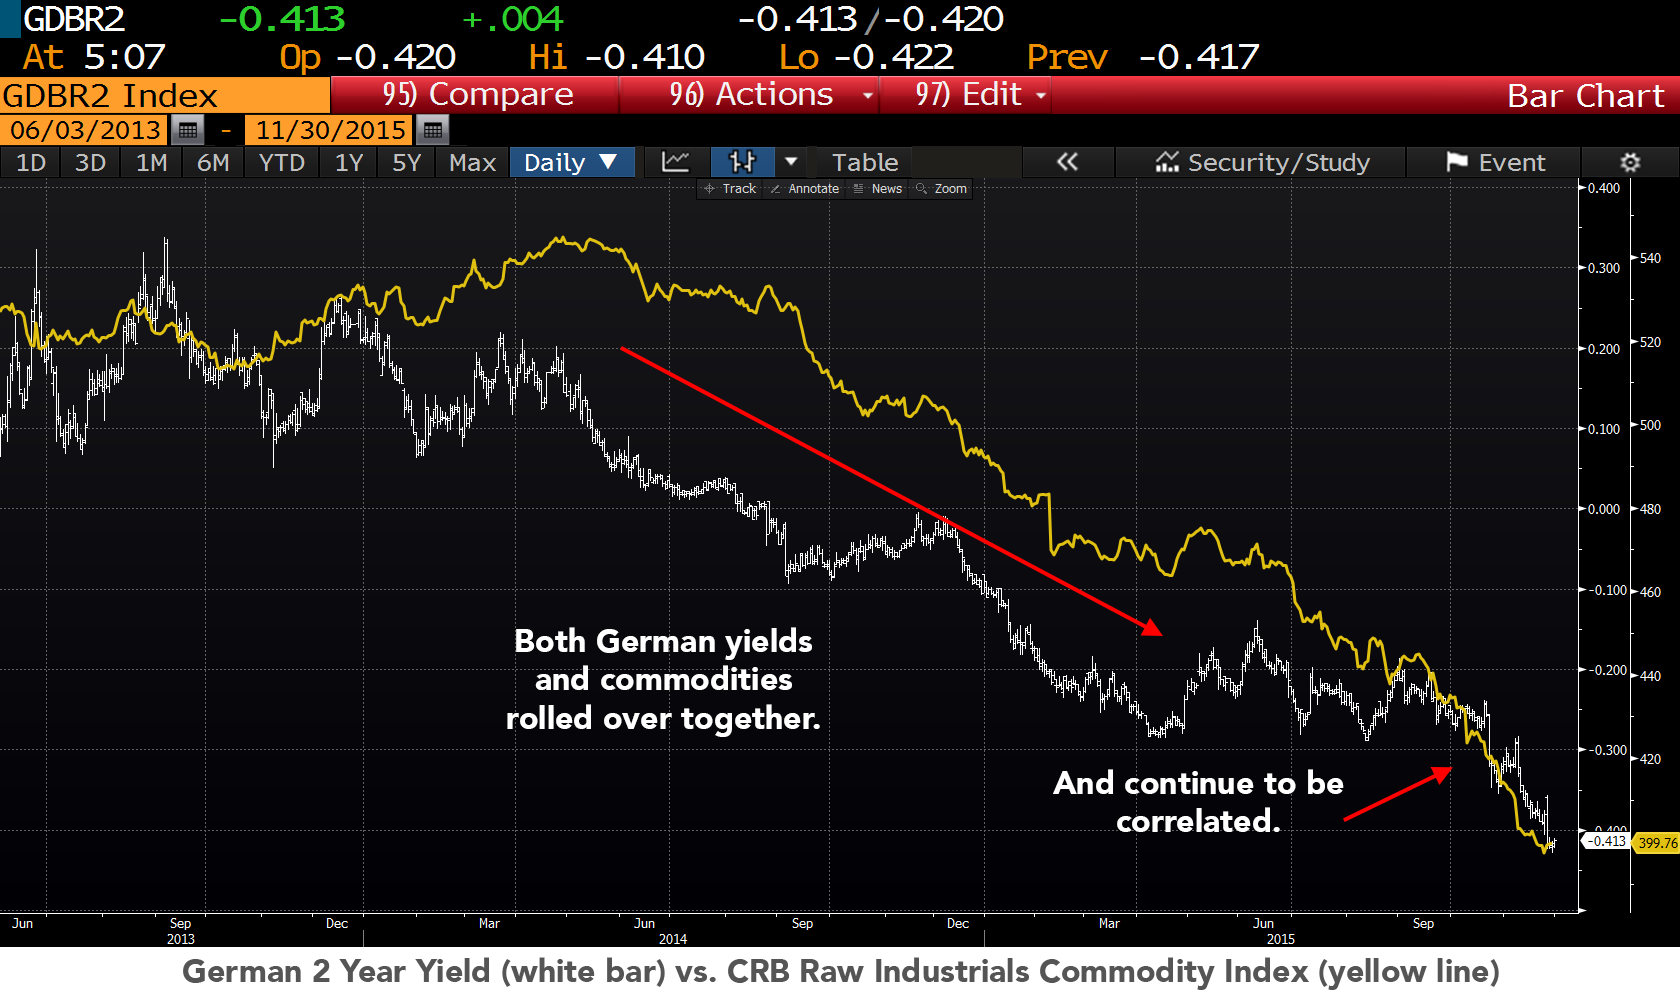 GDBR2 -0.413 +.004 -0.413/-0.420
At 5:07 Op -0.420 Hi -0.410 Lo -0.422 Prev -0.417
GDBR2 Index 95) Compare 96) Actions 97) Edit Bar Chart
06/03/2013 - 11/30/2015
1D 3D 1M 6M YTD 1Y 5Y Max Daily ▼ Table « Security/Study Event
Track Annotate News Zoom
0.400
0.300
0.200
0.100
0.000
-0.100
-0.200
-0.300
-0.400
-0.413
540
520
500
480
460
440
420
399.76
Both German yields
and commodities
rolled over together.
And continue to be
correlated.
Jun Sep Dec Mar Jun Sep Dec Mar Jun Sep
2013 2014 2015
German 2 Year Yield (white bar) vs. CRB Raw Industrials Commodity Index (yellow line)